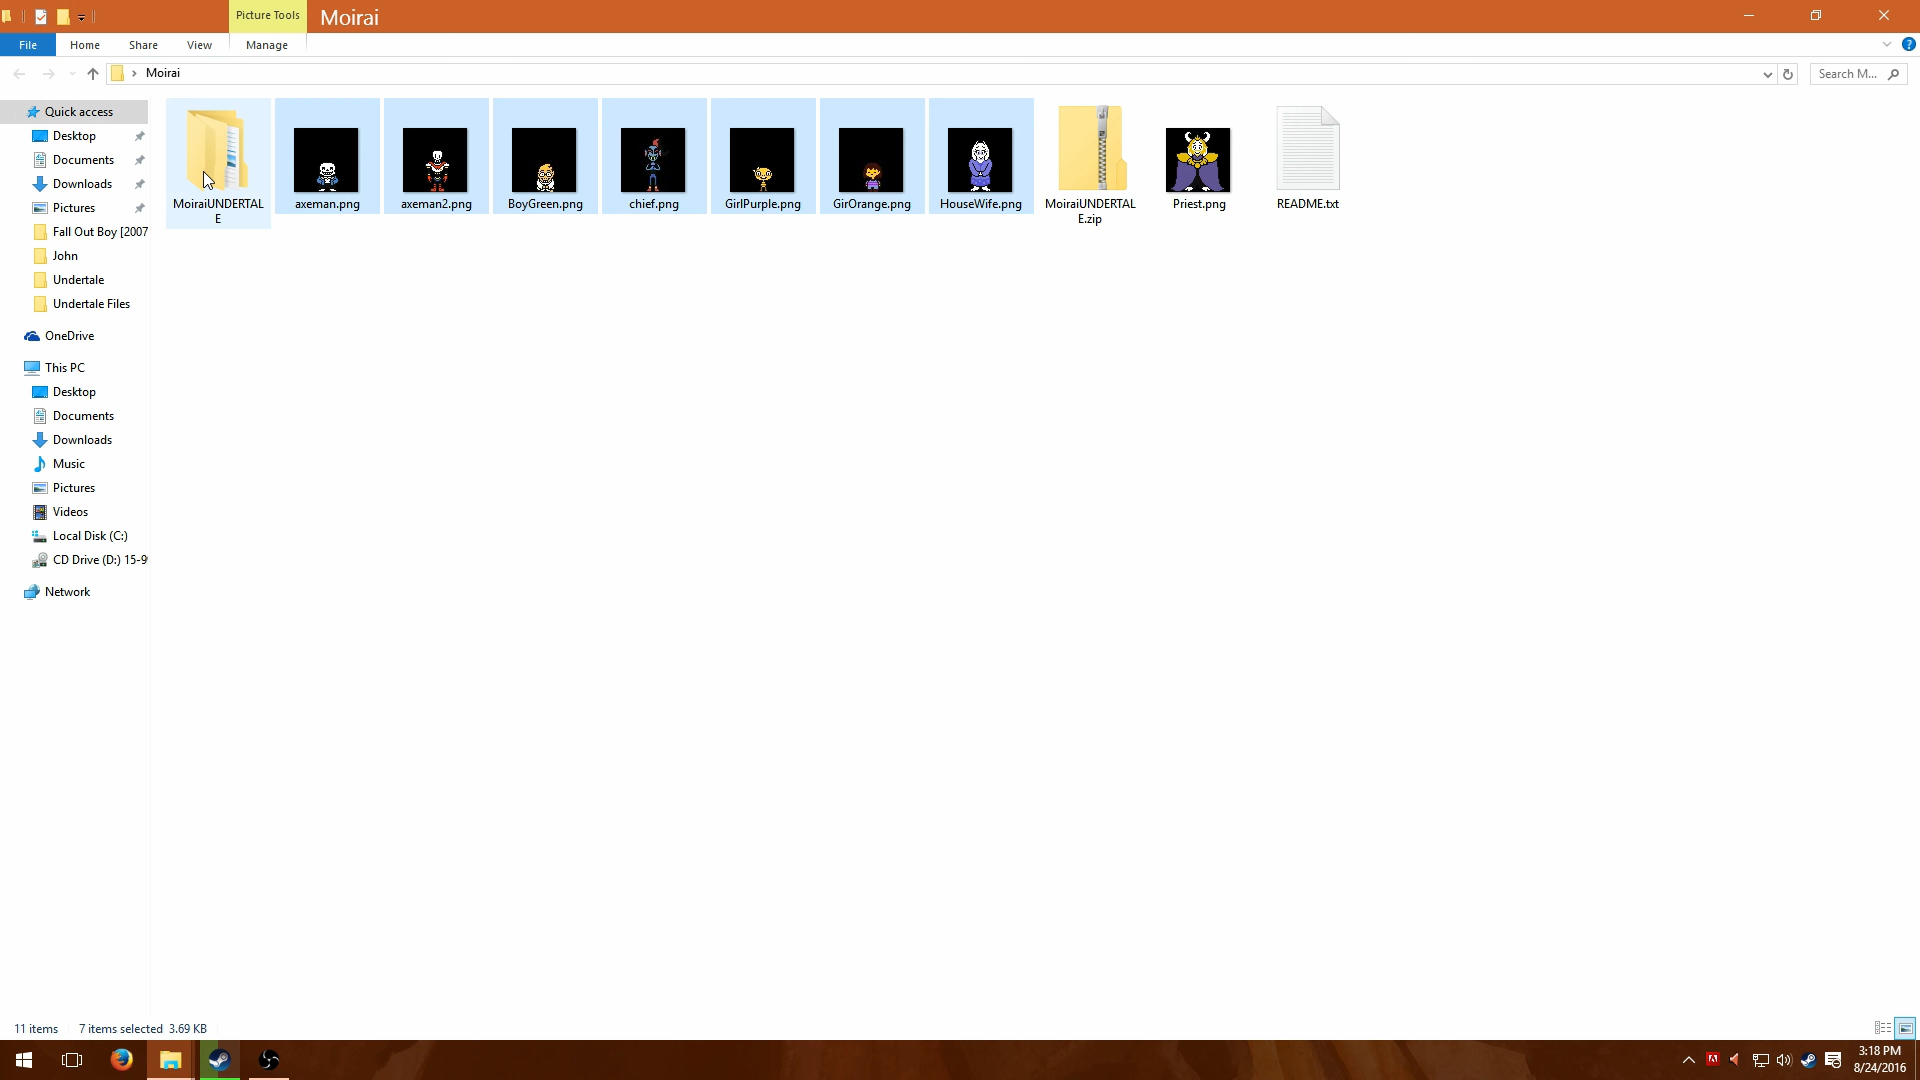 Picture Tools
Moirai
File
Home
Share
View
Manage
Moirai
Search M...
Quick access
Desktop
Documents
Downloads
Pictures
Fall Out Boy [2007
John
Undertale
Undertale Files
OneDrive
This PC
Desktop
Documents
Downloads
Music
Pictures
Videos
Local Disk (C:)
CD Drive (D:) 15-9
Network
MoiraiUNDERTAL
E
axeman.png
axeman2.png
BoyGreen.png
chief.png
GirlPurple.png
GirOrange.png
HouseWife.png
MoiraiUNDERTAL
E.zip
Priest.png
README.txt
11 items
7 items selected 3.69 KB
3:18 PM
8/24/2016